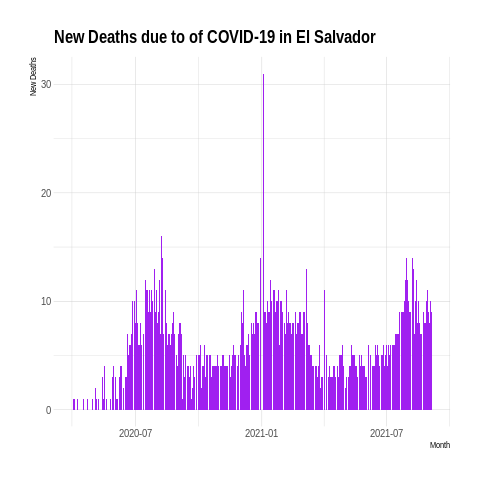 New Deaths due to of COVID-19 in El Salvador
New Deaths
30
20
10
0
2020-07
2021-01
2021-07
Month